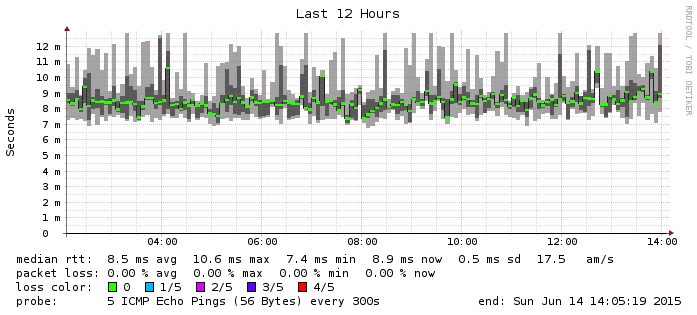 Last 12 Hours
RRDTOOL / TOBI OETIKER
Seconds
12 m
11 m
10 m
9 m
8 m
7 m
6 m
5 m
4 m
3 m
2 m
1 m
0
04:00 06:00 08:00 10:00 12:00 14:00
median rtt: 8.5 ms avg 10.6 ms max 7.4 ms min 8.9 ms now 0.5 ms sd 17.5 am/s
packet loss: 0.00 % avg 0.00 % max 0.00 % min 0.00 % now
loss color: 0 1/5 2/5 3/5 4/5
probe: 5 ICMP Echo Pings (56 Bytes) every 300s end: Sun Jun 14 14:05:19 2015